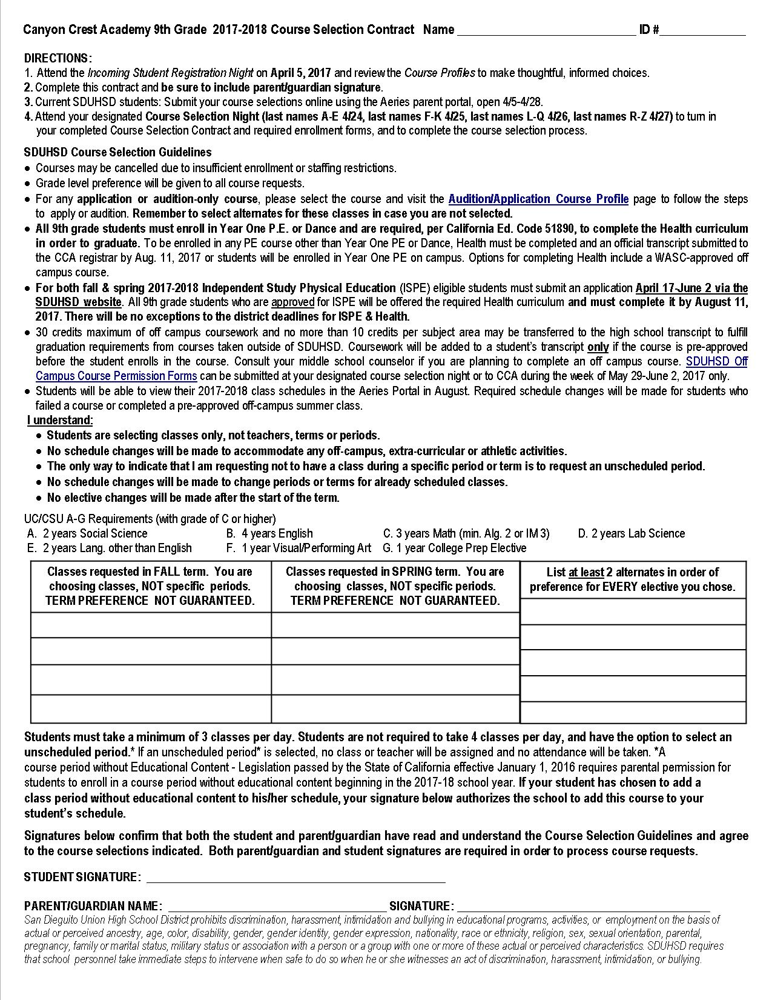 Canyon Crest Academy 9th Grade 2017-2018 Course Selection Contract Name ____________________________ ID #_____________
DIRECTIONS:
1. Attend the Incoming Student Registration Night on April 5, 2017 and review the Course Profiles to make thoughtful, informed choices.
2. Complete this contract and be sure to include parent/guardian signature.
3. Current SDUHSD students: Submit your course selections online using the Aeries parent portal, open 4/5-4/28.
4. Attend your designated Course Selection Night (last names A-E 4/24, last names F-K 4/25, last names L-Q 4/26, last names R-Z 4/27) to turn in
your completed Course Selection Contract and required enrollment forms, and to complete the course selection process.
SDUHSD Course Selection Guidelines
• Courses may be cancelled due to insufficient enrollment or staffing restrictions.
• Grade level preference will be given to all course requests.
• For any application or audition-only course, please select the course and visit the Audition/Application Course Profile page to follow the steps
to apply or audition. Remember to select alternates for these classes in case you are not selected.
• All 9th grade students must enroll in Year One P.E. or Dance and are required, per California Ed. Code 51890, to complete the Health curriculum
in order to graduate. To be enrolled in any PE course other than Year One PE or Dance, Health must be completed and an official transcript submitted to
the CCA registrar by Aug. 11, 2017 or students will be enrolled in Year One PE on campus. Options for completing Health include a WASC-approved off
campus course.
• For both fall & spring 2017-2018 Independent Study Physical Education (ISPE) eligible students must submit an application April 17-June 2 via the
SDUHSD website. All 9th grade students who are approved for ISPE will be offered the required Health curriculum and must complete it by August 11,
2017. There will be no exceptions to the district deadlines for ISPE & Health.
• 30 credits maximum of off campus coursework and no more than 10 credits per subject area may be transferred to the high school transcript to fulfill
graduation requirements from courses taken outside of SDUHSD. Coursework will be added to a student's transcript only if the course is pre-approved
before the student enrolls in the course. Consult your middle school counselor if you are planning to complete an off campus course. SDUHSD Off
Campus Course Permission Forms can be submitted at your designated course selection night or to CCA during the week of May 29-June 2, 2017 only.
• Students will be able to view their 2017-2018 class schedules in the Aeries Portal in August. Required schedule changes will be made for students who
failed a course or completed a pre-approved off-campus summer class.
I understand:
• Students are selecting classes only, not teachers, terms or periods.
• No schedule changes will be made to accommodate any off-campus, extra-curricular or athletic activities.
• The only way to indicate that I am requesting not to have a class during a specific period or term is to request an unscheduled period.
• No schedule changes will be made to change periods or terms for already scheduled classes.
• No elective changes will be made after the start of the term.
UC/CSU A-G Requirements (with grade of C or higher)
A. 2 years Social Science B. 4 years English C. 3 years Math (min. Alg. 2 or IM 3) D. 2 years Lab Science
E. 2 years Lang. other than English F. 1 year Visual/Performing Art G. 1 year College Prep Elective
Classes requested in FALL term. You are
choosing classes, NOT specific periods.
TERM PREFERENCE NOT GUARANTEED.
Classes requested in SPRING term. You are
choosing classes, NOT specific periods.
TERM PREFERENCE NOT GUARANTEED.
List at least 2 alternates in order of
preference for EVERY elective you chose.
Students must take a minimum of 3 classes per day. Students are not required to take 4 classes per day, and have the option to select an
unscheduled period.* If an unscheduled period* is selected, no class or teacher will be assigned and no attendance will be taken. *A
course period without Educational Content - Legislation passed by the State of California effective January 1, 2016 requires parental permission for
students to enroll in a course period without educational content beginning in the 2017-18 school year. If your student has chosen to add a
class period without educational content to his/her schedule, your signature below authorizes the school to add this course to your
student's schedule.
Signatures below confirm that both the student and parent/guardian have read and understand the Course Selection Guidelines and agree
to the course selections indicated. Both parent/guardian and student signatures are required in order to process course requests.
STUDENT SIGNATURE: ____________________________________________
PARENT/GUARDIAN NAME: ________________________________ SIGNATURE: _____________________________________
San Dieguito Union High School District prohibits discrimination, harassment, intimidation and bullying in educational programs, activities, or employment on the basis of
actual or perceived ancestry, age, color, disability, gender, gender identity, gender expression, nationality, race or ethnicity, religion, sex, sexual orientation, parental,
pregnancy, family or marital status, military status or association with a person or a group with one or more of these actual or perceived characteristics. SDUHSD requires
that school personnel take immediate steps to intervene when safe to do so when he or she witnesses an act of discrimination, harassment, intimidation, or bullying.